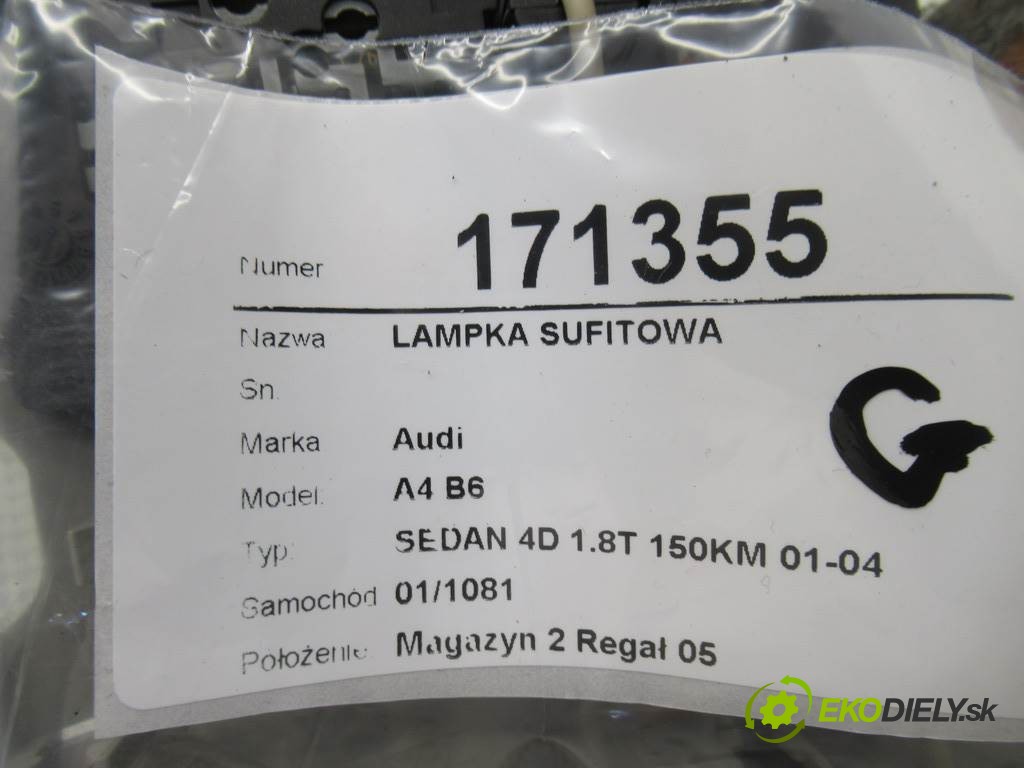 Numer 171355
Nazwa LAMPKA SUFITOWA
Sn.
Marka Audi
Model: A4 B6
Typ: SEDAN 4D 1.8T 150KM 01-04
Samochód 01/1081
Położenie: Magazyn 2 Regał 05
G
EKODIELY.sk